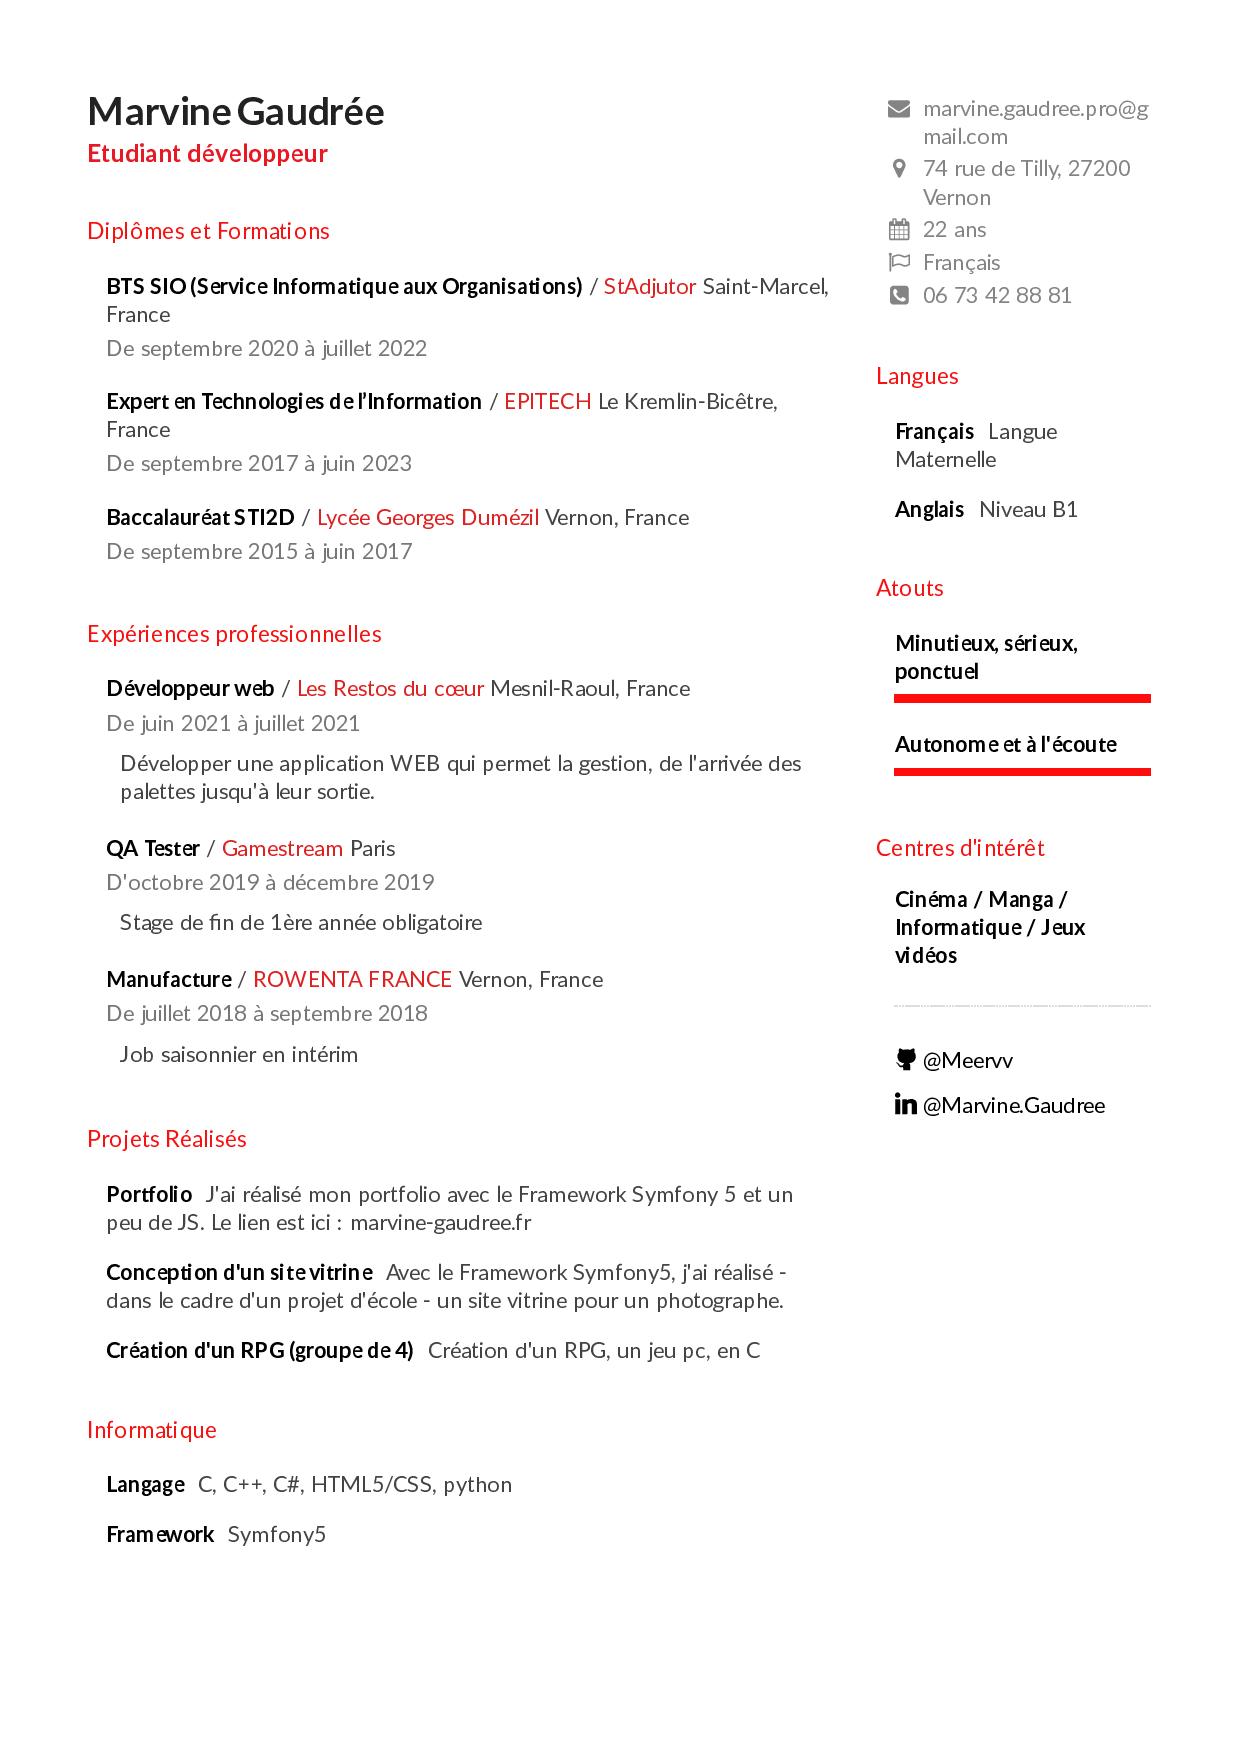 Marvine Gaudrée
Etudiant développeur
Diplômes et Formations
BTS SIO (Service Informatique aux Organisations) / StAdjutor Saint-Marcel,
France
De septembre 2020 à juillet 2022
Expert en Technologies de l’Information / EPITECH Le Kremlin-Bicêtre,
France
De septembre 2017 à juin 2023
Baccalauréat STI2D / Lycée Georges Dumézil Vernon, France
De septembre 2015 à juin 2017
Expériences professionnelles
Développeur web / Les Restos du cœur Mesnil-Raoul, France
De juin 2021 à juillet 2021
Développer une application WEB qui permet la gestion, de l'arrivée des
palettes jusqu'à leur sortie.
QA Tester / Gamestream Paris
D'octobre 2019 à décembre 2019
Stage de fin de 1ère année obligatoire
Manufacture / ROWENTA FRANCE Vernon, France
De juillet 2018 à septembre 2018
Job saisonnier en intérim
Projets Réalisés
Portfolio J'ai réalisé mon portfolio avec le Framework Symfony 5 et un
peu de JS. Le lien est ici : marvine-gaudree.fr
Conception d'un site vitrine Avec le Framework Symfony5, j'ai réalisé -
dans le cadre d'un projet d'école - un site vitrine pour un photographe.
Création d'un RPG (groupe de 4) Création d'un RPG, un jeu pc, en C
Informatique
Langage C, C++, C#, HTML5/CSS, python
Framework Symfony5
marvine.gaudree.pro@g
mail.com
74 rue de Tilly, 27200
Vernon
22 ans
Français
06 73 42 88 81
Langues
Français Langue
Maternelle
Anglais Niveau B1
Atouts
Minutieux, sérieux,
ponctuel
Autonome et à l'écoute
Centres d'intérêt
Cinéma / Manga /
Informatique / Jeux
vidéos
@Meervv
@Marvine.Gaudree